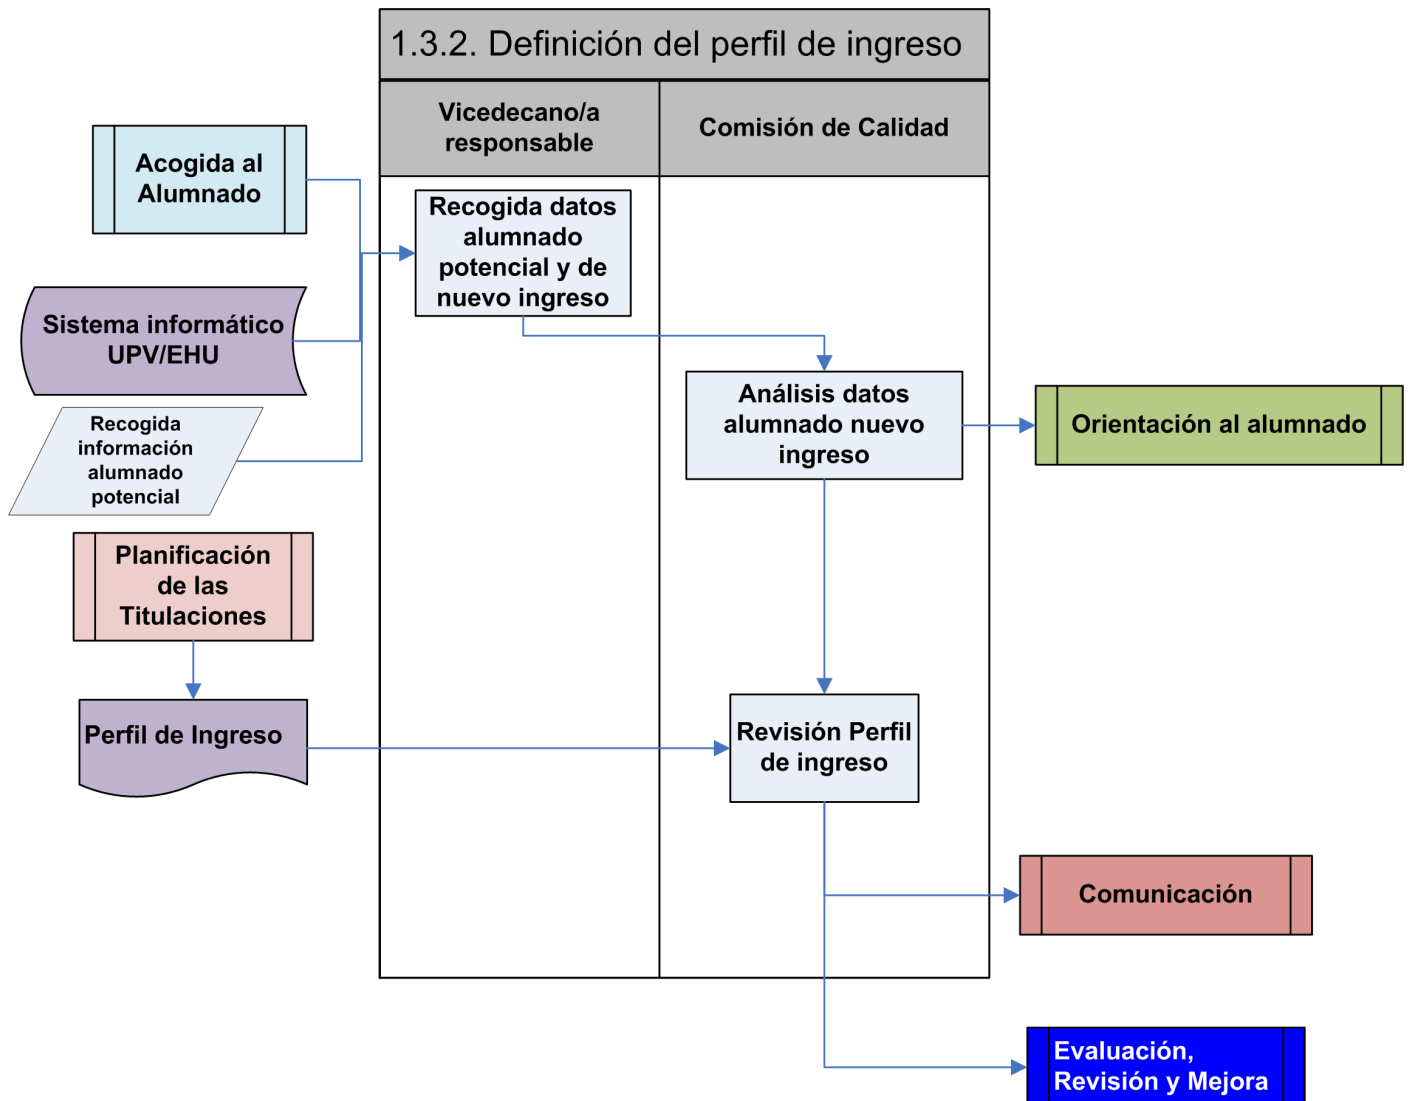 1.3.2. Definición del perfil de ingreso
Vicedecano/a
responsable
Comisión de Calidad
Acogida al
Alumnado
Recogida datos
alumnado
potencial y de
nuevo ingreso
Sistema informático
UPV/EHU
Análisis datos
alumnado nuevo
ingreso
Orientación al alumnado
Recogida
información
alumnado
potencial
Planificación
de las
Titulaciones
Perfil de Ingreso
Revisión Perfil
de ingreso
Comunicación
Evaluación,
Revisión y Mejora